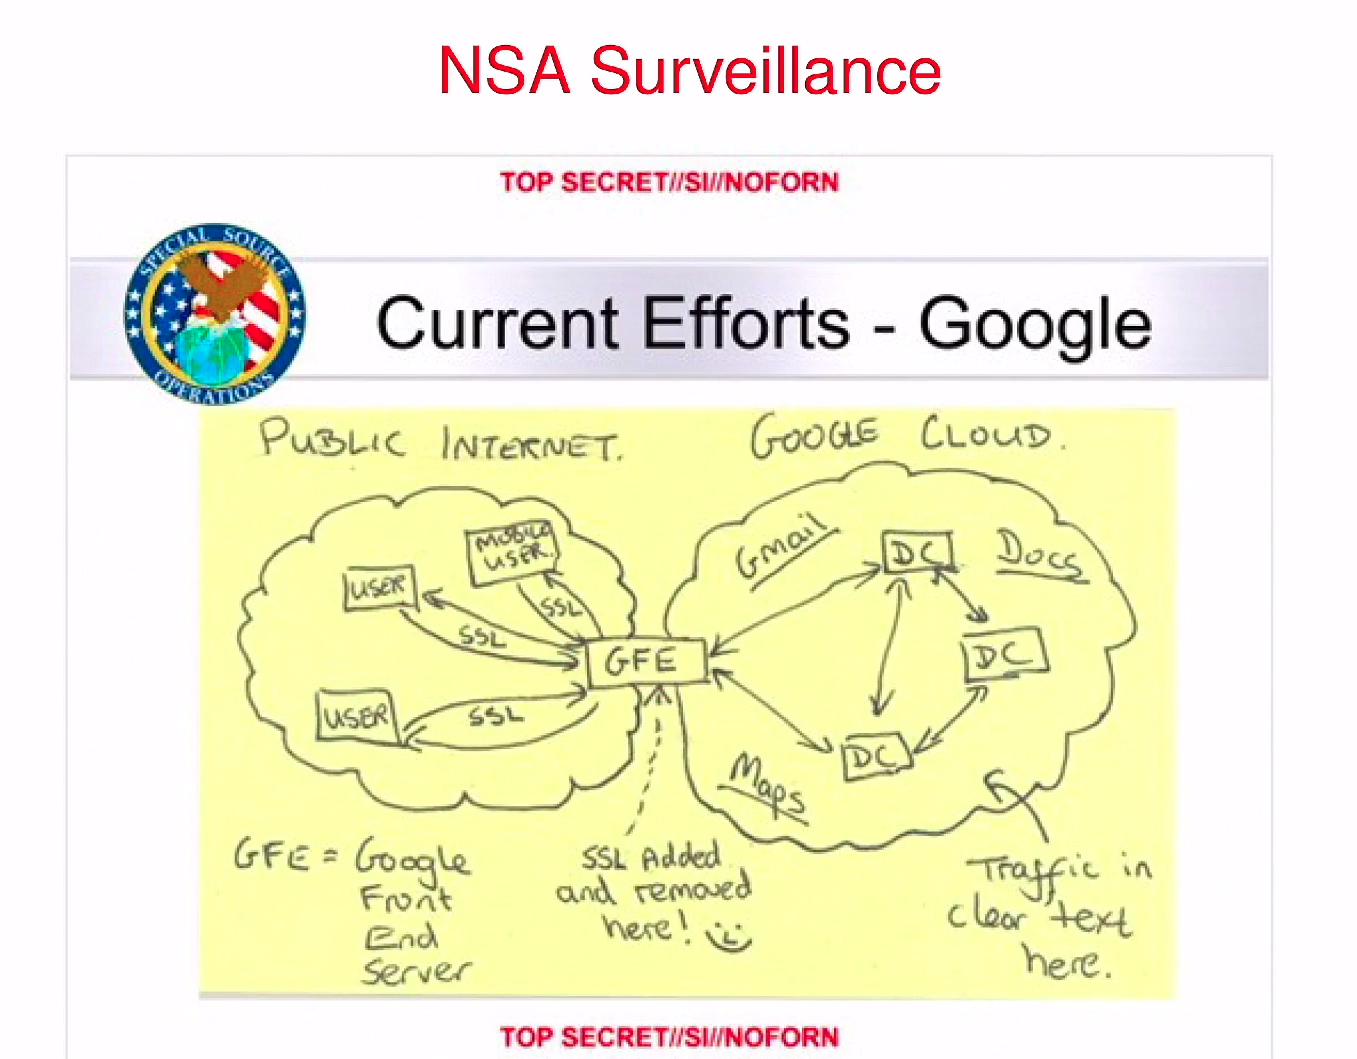 NSA Surveillance
TOP SECRET//SI//NOFORN
SPECIAL SOURCE
OPERATIONS
Current Efforts - Google
PUBLIC INTERNET.
GOOGLE CLOUD.
MOBILE
USER.
Gmail
DC
Docs
USER
SSL
SSL
GFE
DC
USER
SSL
DC
Maps
GFE = Google
Front
End
Server
SSL Added
and removed
here!
Traffic in
clear text
here.
TOP SECRET//SI//NOFORN